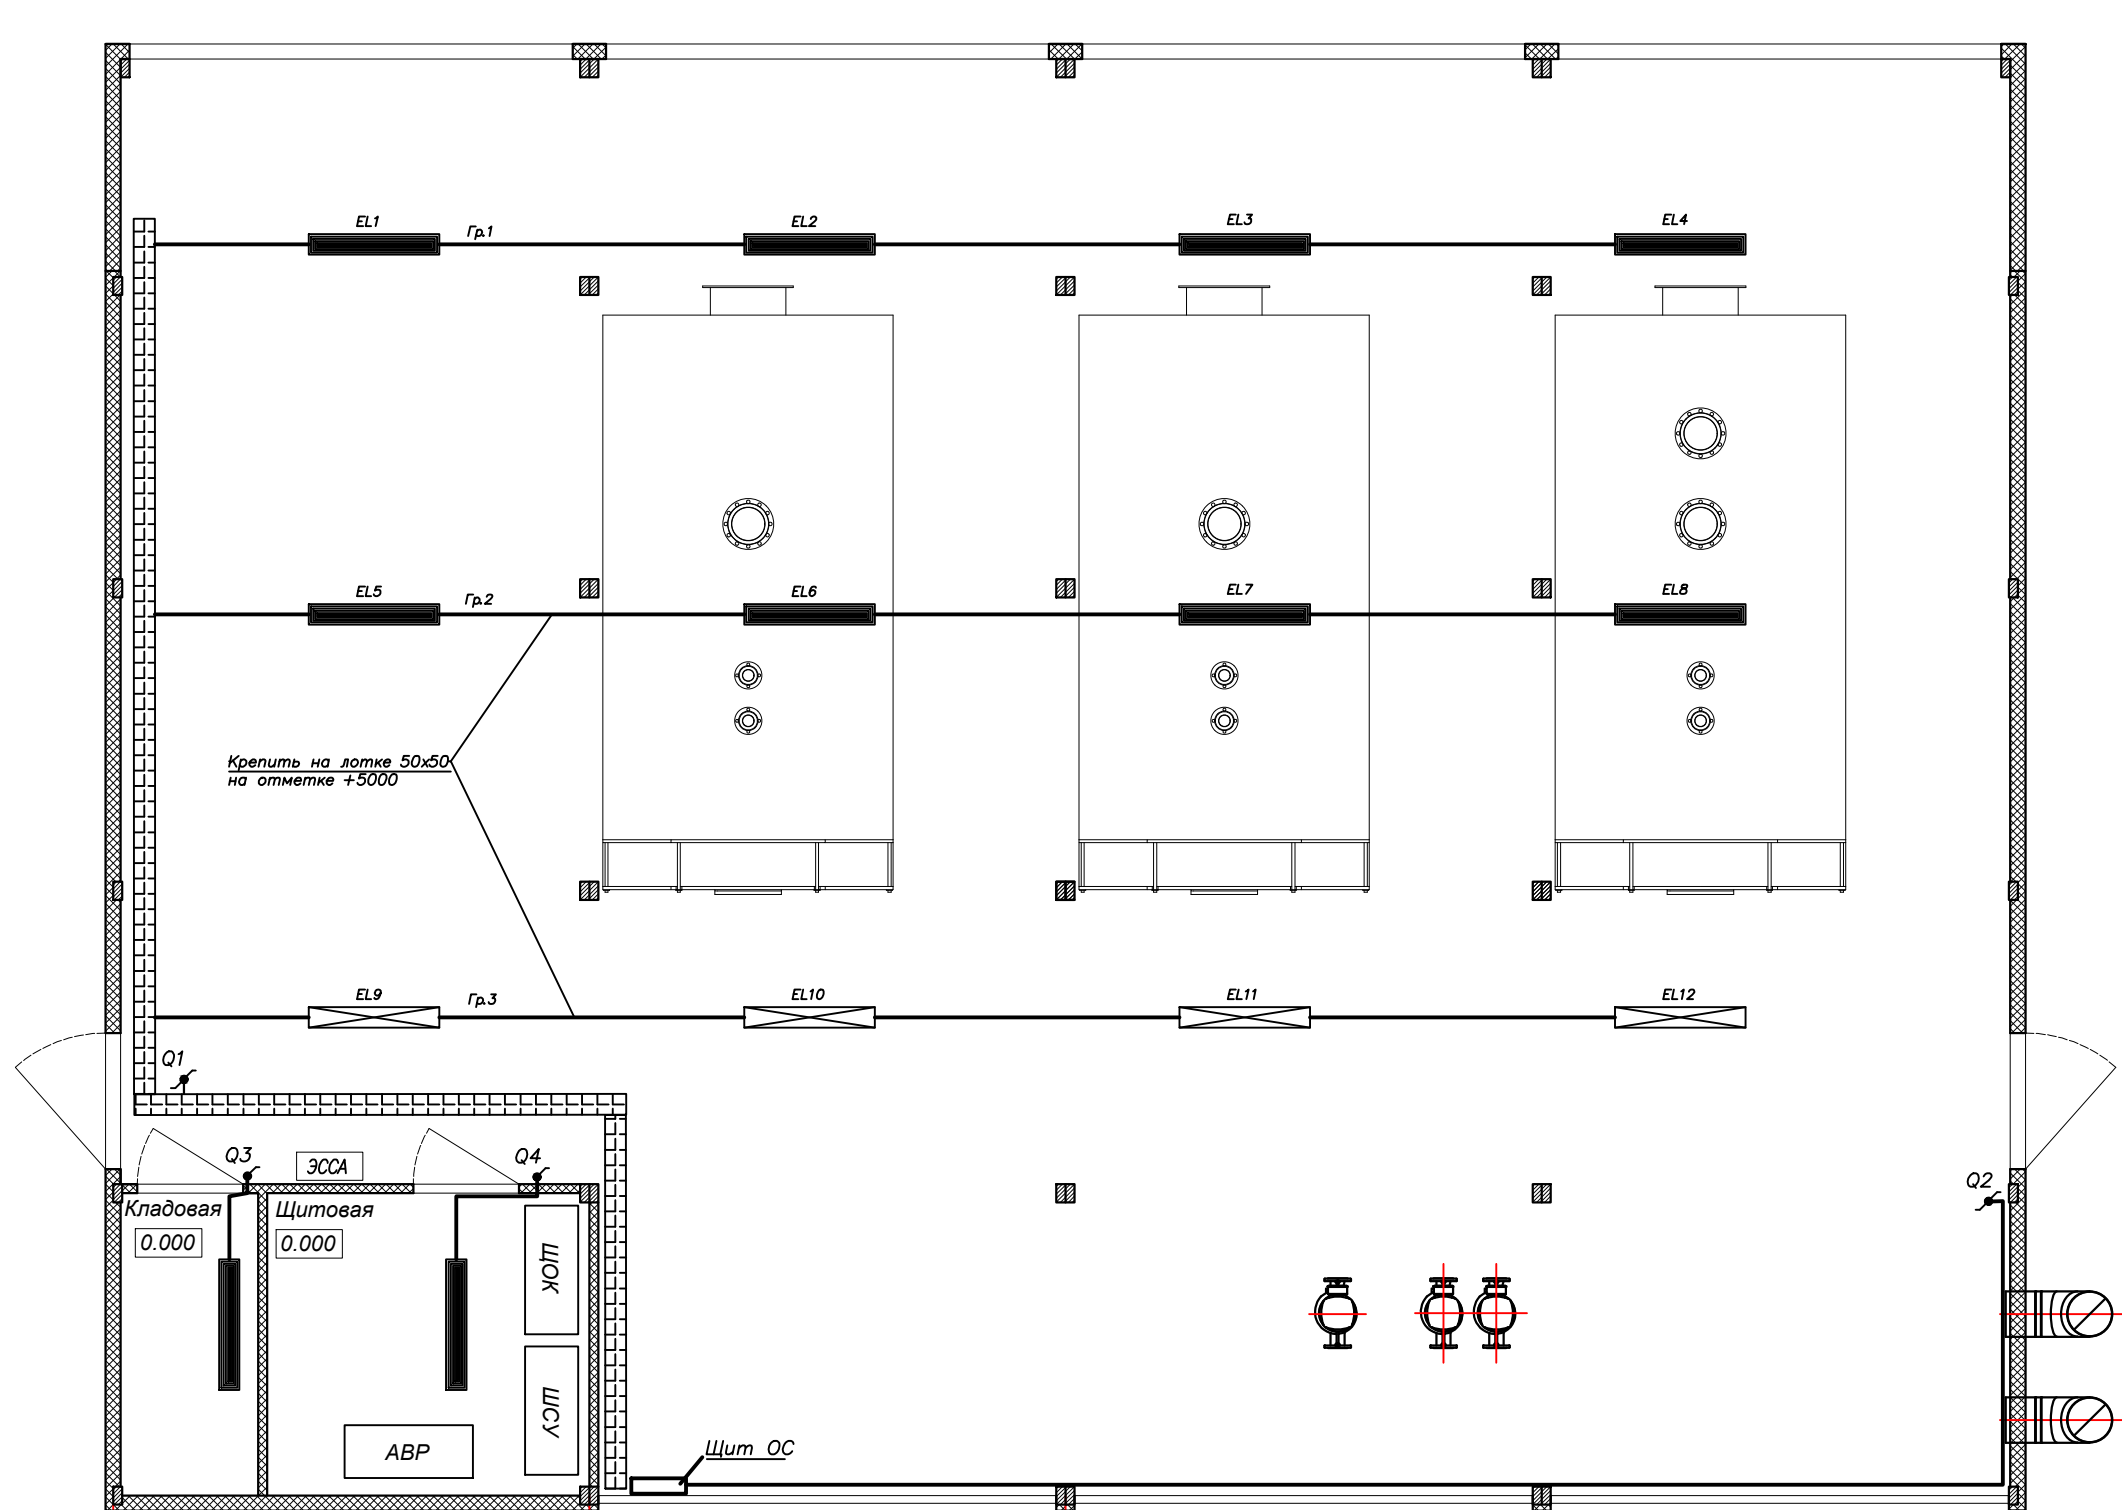 EL1
Гр.1
EL2
EL3
EL4
EL5
Гр.2
EL6
EL7
EL8
Крепить на лотке 50х50
на отметке +5000
EL9
Гр.3
EL10
EL11
EL12
Q1
Q3
ЭССА
Q4
Q2
Кладовая
Щитовая
0.000
0.000
ЩОК
ШСУ
АВР
Щит ОС